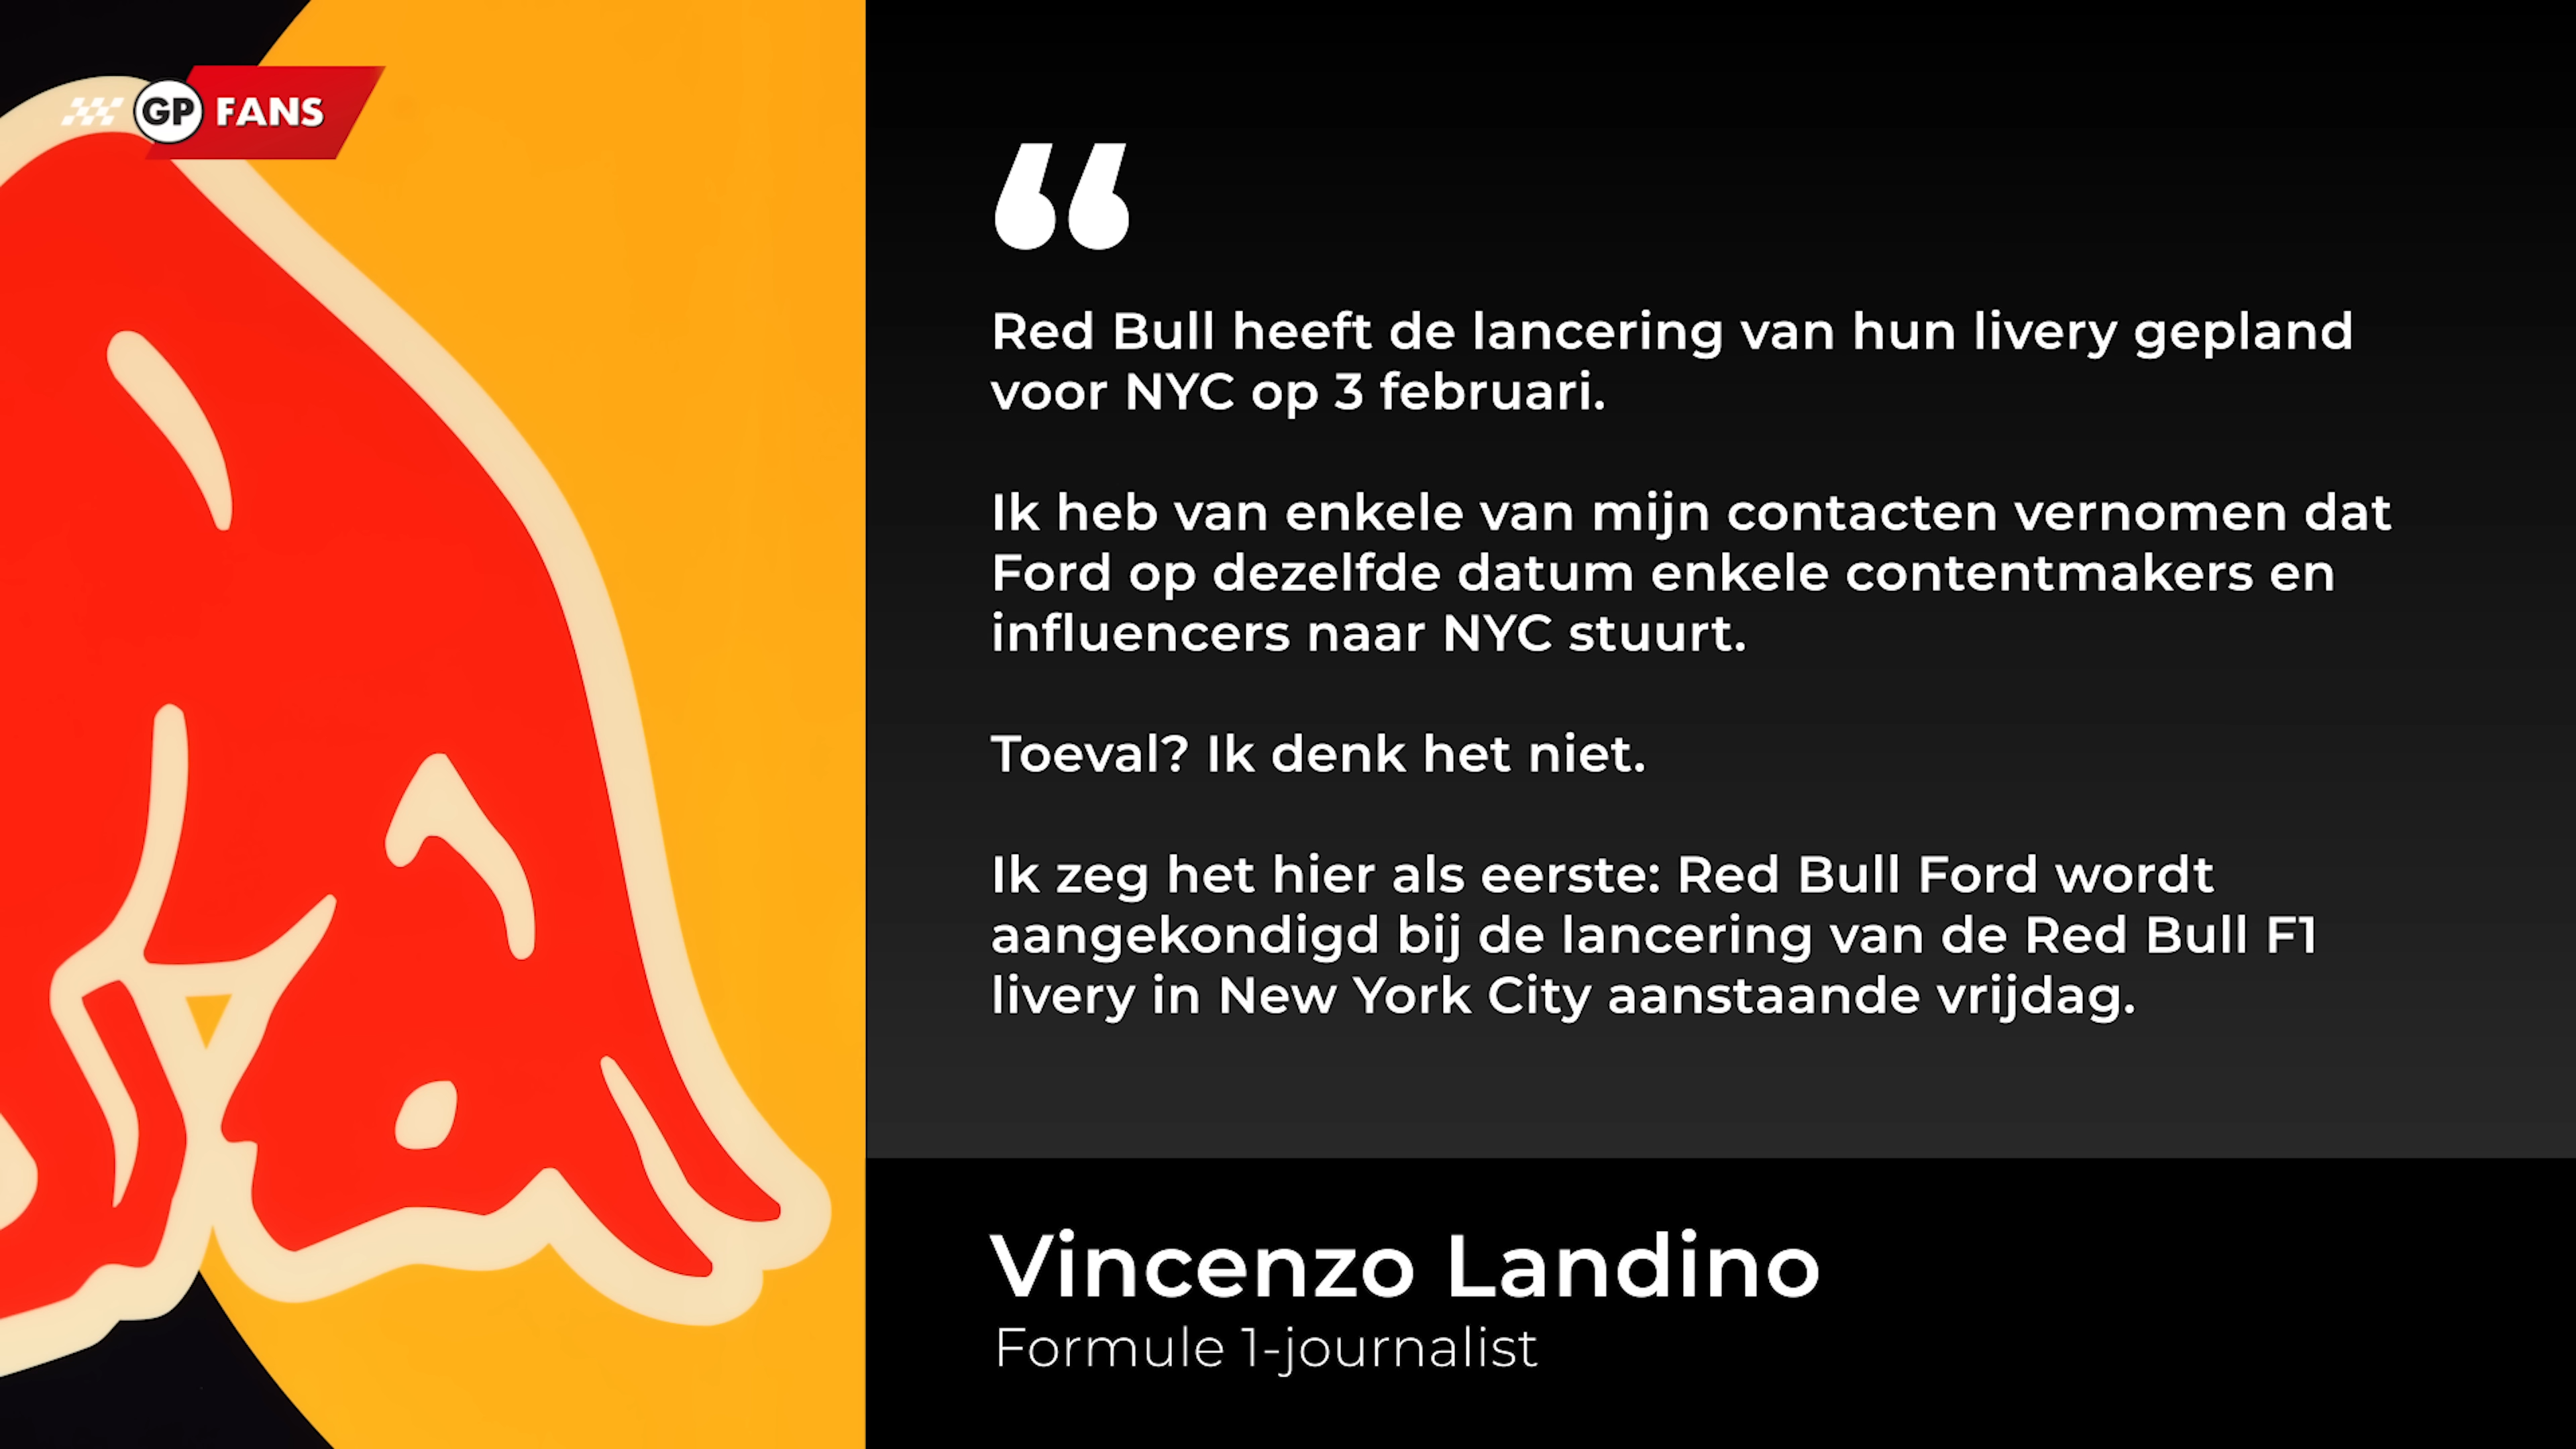 GP FANS
“
Red Bull heeft de lancering van hun livery gepland
voor NYC op 3 februari.
Ik heb van enkele van mijn contacten vernomen dat
Ford op dezelfde datum enkele contentmakers en
influencers naar NYC stuurt.
Toeval? Ik denk het niet.
Ik zeg het hier als eerste: Red Bull Ford wordt
aangekondigd bij de lancering van de Red Bull F1
livery in New York City aanstaande vrijdag.
Vincenzo Landino
Formule 1-journalist